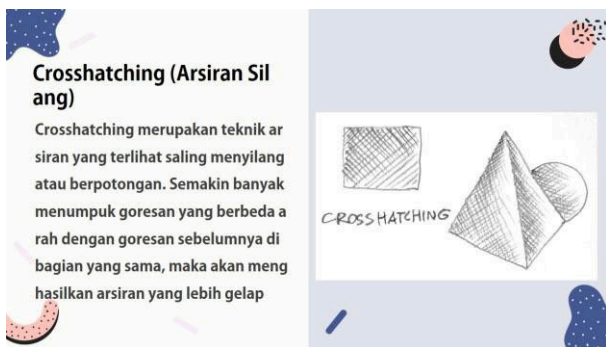 Crosshatching (Arsiran Sil
ang)
Crosshatching merupakan teknik ar
siran yang terlihat saling menyilang
atau berpotongan. Semakin banyak
menumpuk goresan yang berbeda a
rah dengan goresan sebelumnya di
bagian yang sama, maka akan meng
hasilkan arsiran yang lebih gelap
CROSSHATCHING